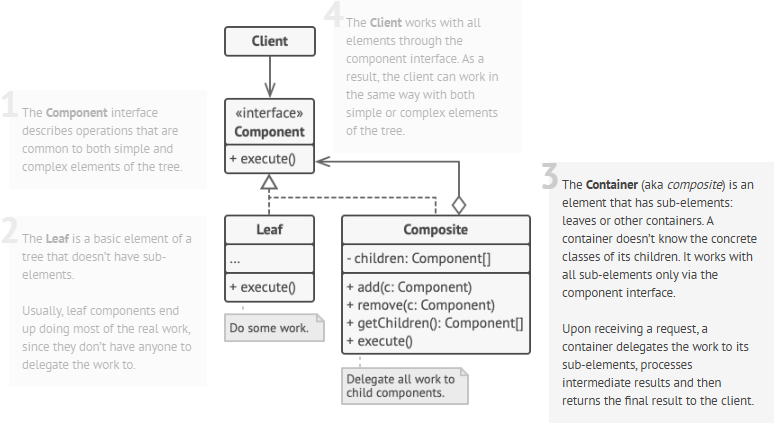 4
The Client works with all
elements through the
component interface. As a
result, the client can work in
the same way with both
simple or complex elements
of the tree.
Client
1
The Component interface
describes operations that are
common to both simple and
complex elements of the tree.
«interface»
Component
+ execute()
3
The Container (aka composite) is an
element that has sub-elements:
leaves or other containers. A
container doesn't know the concrete
classes of its children. It works with
all sub-elements only via the
component interface.
Upon receiving a request, a
container delegates the work to its
sub-elements, processes
intermediate results and then
returns the final result to the client.
2
The Leaf is a basic element of a
tree that doesn't have sub-
elements.
Usually, leaf components end
up doing most of the real work,
since they don't have anyone to
delegate the work to.
Leaf
...
+ execute()
Do some work.
Composite
- children: Component[]
+ add(c: Component)
+ remove(c: Component)
+ getChildren(): Component[]
+ execute()
Delegate all work to
child components.